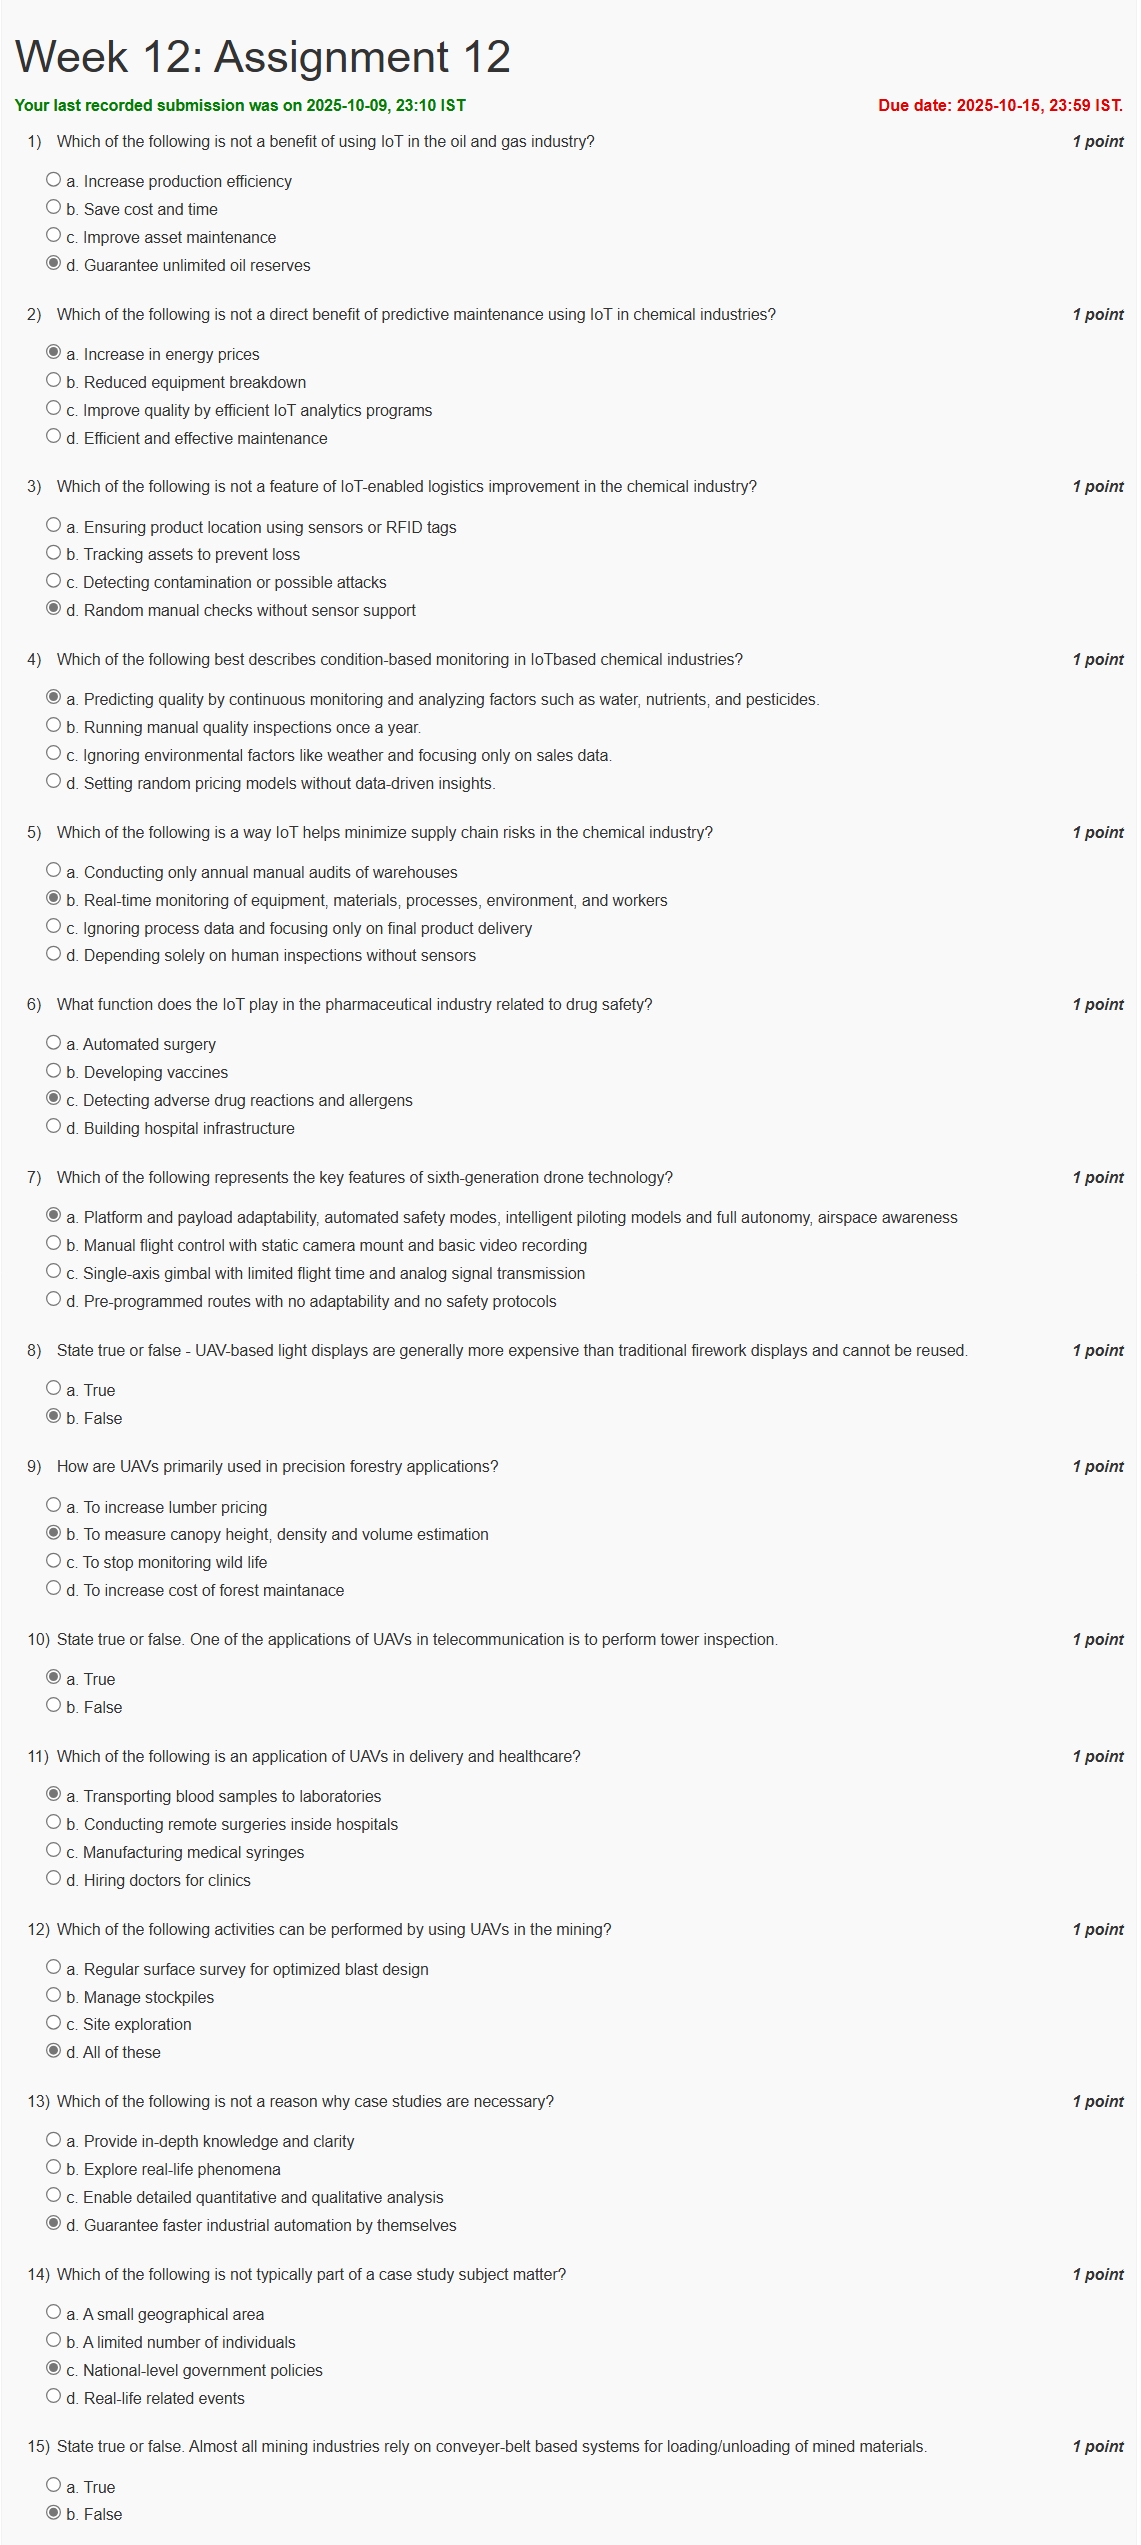 Week 12: Assignment 12
Your last recorded submission was on 2025-10-09, 23:10 IST Due date: 2025-10-15, 23:59 IST.
1) Which of the following is not a benefit of using IoT in the oil and gas industry? 1 point
a. Increase production efficiency
b. Save cost and time
c. Improve asset maintenance
d. Guarantee unlimited oil reserves
2) Which of the following is not a direct benefit of predictive maintenance using IoT in chemical industries? 1 point
a. Increase in energy prices
b. Reduced equipment breakdown
c. Improve quality by efficient IoT analytics programs
d. Efficient and effective maintenance
3) Which of the following is not a feature of IoT-enabled logistics improvement in the chemical industry? 1 point
a. Ensuring product location using sensors or RFID tags
b. Tracking assets to prevent loss
c. Detecting contamination or possible attacks
d. Random manual checks without sensor support
4) Which of the following best describes condition-based monitoring in IoTbased chemical industries? 1 point
a. Predicting quality by continuous monitoring and analyzing factors such as water, nutrients, and pesticides.
b. Running manual quality inspections once a year.
c. Ignoring environmental factors like weather and focusing only on sales data.
d. Setting random pricing models without data-driven insights.
5) Which of the following is a way IoT helps minimize supply chain risks in the chemical industry? 1 point
a. Conducting only annual manual audits of warehouses
b. Real-time monitoring of equipment, materials, processes, environment, and workers
c. Ignoring process data and focusing only on final product delivery
d. Depending solely on human inspections without sensors
6) What function does the IoT play in the pharmaceutical industry related to drug safety? 1 point
a. Automated surgery
b. Developing vaccines
c. Detecting adverse drug reactions and allergens
d. Building hospital infrastructure
7) Which of the following represents the key features of sixth-generation drone technology? 1 point
a. Platform and payload adaptability, automated safety modes, intelligent piloting models and full autonomy, airspace awareness
b. Manual flight control with static camera mount and basic video recording
c. Single-axis gimbal with limited flight time and analog signal transmission
d. Pre-programmed routes with no adaptability and no safety protocols
8) State true or false - UAV-based light displays are generally more expensive than traditional firework displays and cannot be reused. 1 point
a. True
b. False
9) How are UAVs primarily used in precision forestry applications? 1 point
a. To increase lumber pricing
b. To measure canopy height, density and volume estimation
c. To stop monitoring wild life
d. To increase cost of forest maintanace
10) State true or false. One of the applications of UAVs in telecommunication is to perform tower inspection. 1 point
a. True
b. False
11) Which of the following is an application of UAVs in delivery and healthcare? 1 point
a. Transporting blood samples to laboratories
b. Conducting remote surgeries inside hospitals
c. Manufacturing medical syringes
d. Hiring doctors for clinics
12) Which of the following activities can be performed by using UAVs in the mining? 1 point
a. Regular surface survey for optimized blast design
b. Manage stockpiles
c. Site exploration
d. All of these
13) Which of the following is not a reason why case studies are necessary? 1 point
a. Provide in-depth knowledge and clarity
b. Explore real-life phenomena
c. Enable detailed quantitative and qualitative analysis
d. Guarantee faster industrial automation by themselves
14) Which of the following is not typically part of a case study subject matter? 1 point
a. A small geographical area
b. A limited number of individuals
c. National-level government policies
d. Real-life related events
15) State true or false. Almost all mining industries rely on conveyer-belt based systems for loading/unloading of mined materials. 1 point
a. True
b. False